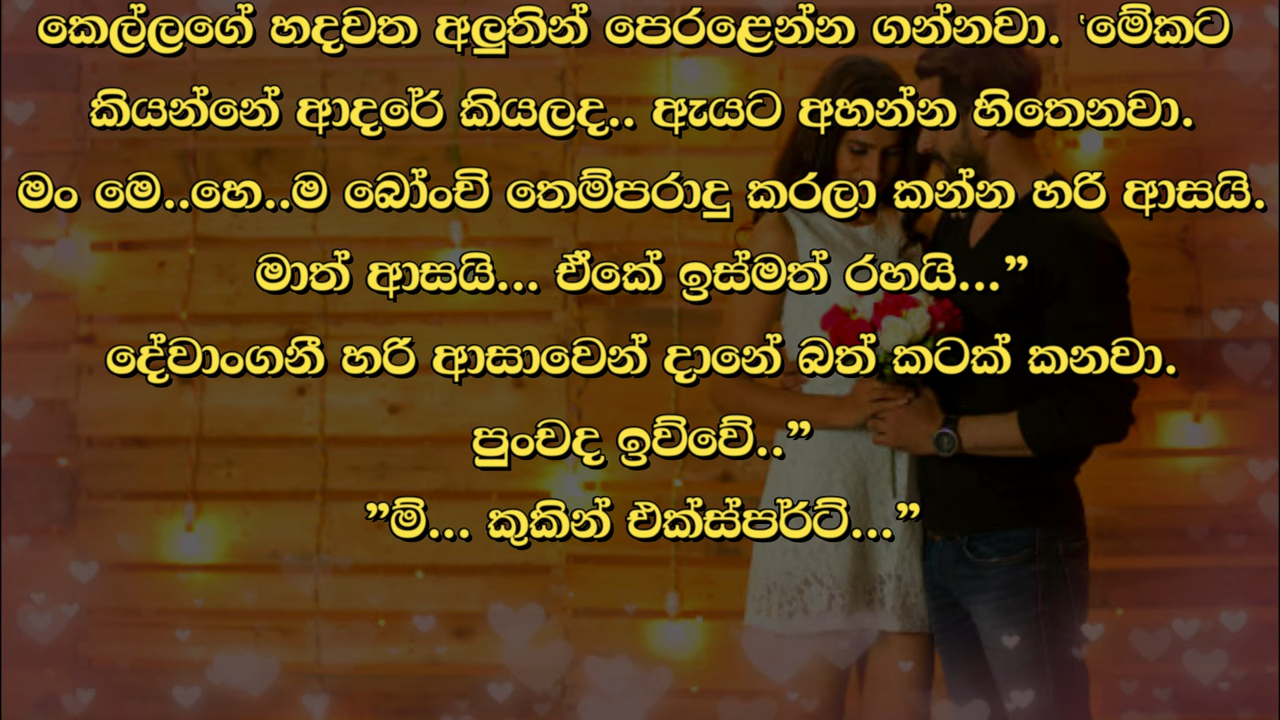 කෙල්ලගේ හදවත අලුතින් පෙරළෙන්න ගන්නවා. ‛මේකට
කියන්නේ ආදරේ කියලද.. ඇයට අහන්න හිතෙනවා.
මං මෙ..හෙ..ම බෝංචි තෙම්පරාදු කරලා කන්න හරි ආසයි.
මාත් ආසයි... ඒකේ ඉස්මත් රහයි...”
දේවාංගනී හරි ආසාවෙන් දානේ බත් කටක් කනවා.
පුංචද ඉව්වේ..”
”ම්... කුකින් එක්ස්පර්ට්...”